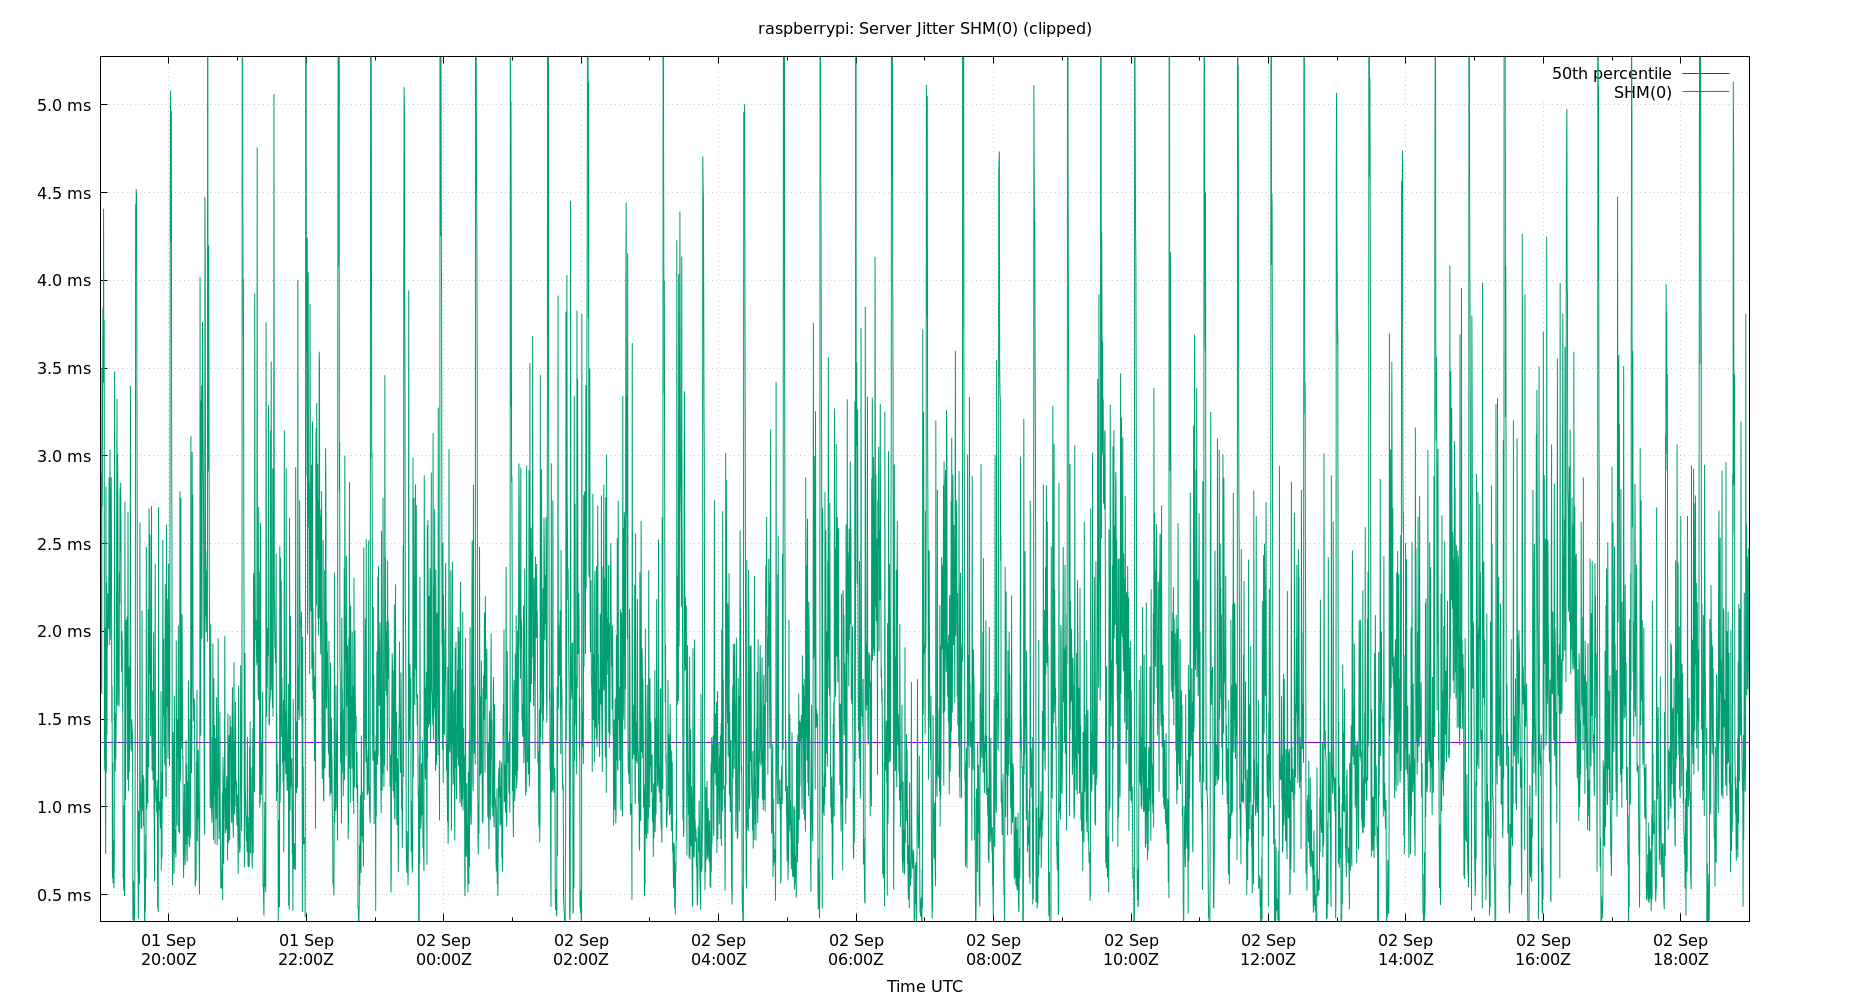 raspberrypi: Server Jitter SHM(0) (clipped)
50th percentile
SHM(0)
5.0 ms
4.5 ms
4.0 ms
3.5 ms
3.0 ms
2.5 ms
2.0 ms
1.5 ms
1.0 ms
0.5 ms
01 Sep 01 Sep 02 Sep 02 Sep 02 Sep 02 Sep 02 Sep 02 Sep 02 Sep 02 Sep 02 Sep 02 Sep
20:00Z 22:00Z 00:00Z 02:00Z 04:00Z 06:00Z 08:00Z 10:00Z 12:00Z 14:00Z 16:00Z 18:00Z
Time UTC